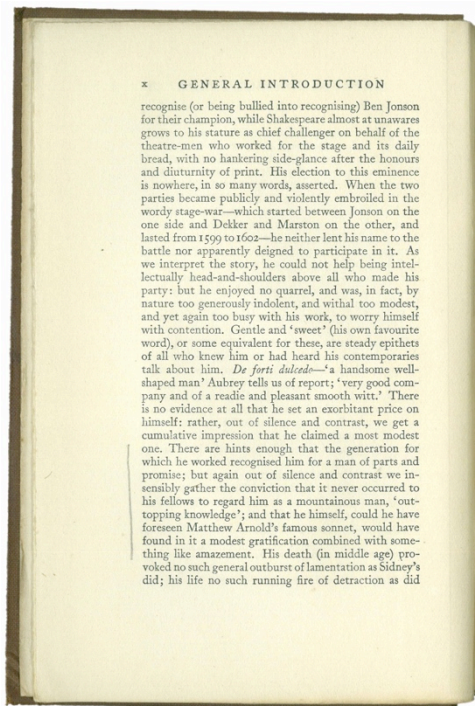 x GENERAL INTRODUCTION
recognise (or being bullied into recognising) Ben Jonson
for their champion, while Shakespeare almost at unawares
grows to his stature as chief challenger on behalf of the
theatre-men who worked for the stage and its daily
bread, with no hankering side-glance after the honours
and diuturnity of print. His election to this eminence
is nowhere, in so many words, asserted. When the two
parties became publicly and violently embroiled in the
wordy stage-war—which started between Jonson on the
one side and Dekker and Marston on the other, and
lasted from 1599 to 1602—he neither lent his name to the
battle nor apparently deigned to participate in it. As
we interpret the story, he could not help being intel-
lectually head-and-shoulders above all who made his
party: but he enjoyed no quarrel, and was, in fact, by
nature too generously indolent, and withal too modest,
and yet again too busy with his work, to worry himself
with contention. Gentle and ‘sweet’ (his own favourite
word), or some equivalent for these, are steady epithets
of all who knew him or had heard his contemporaries
talk about him. De forti dulcedo—‘a handsome well-
shaped man’ Aubrey tells us of report; ‘very good com-
pany and of a readie and pleasant smooth witt.’ There
is no evidence at all that he set an exorbitant price on
himself: rather, out of silence and contrast, we get a
cumulative impression that he claimed a most modest
one. There are hints enough that the generation for
which he worked recognised him for a man of parts and
promise; but again out of silence and contrast we in-
sensibly gather the conviction that it never occurred to
his fellows to regard him as a mountainous man, ‘out-
topping knowledge’; and that he himself, could he have
foreseen Matthew Arnold’s famous sonnet, would have
found in it a modest gratification combined with some-
thing like amazement. His death (in middle age) pro-
voked no such general outburst of lamentation as Sidney’s
did; his life no such running fire of detraction as did